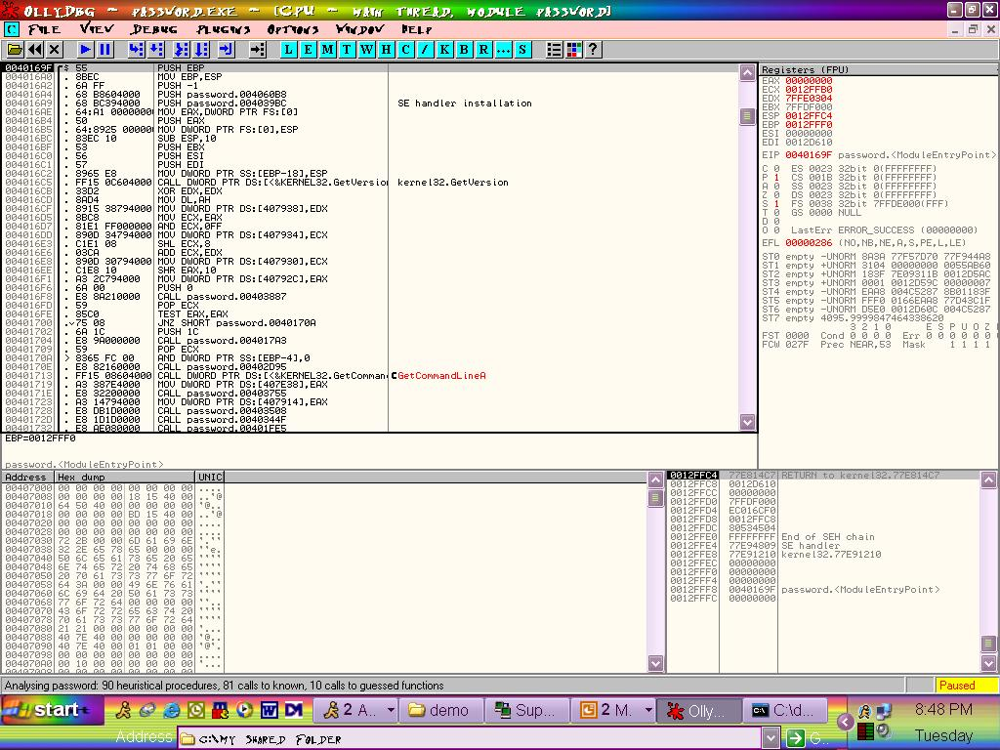 OllyDbg - password.exe - [CPU - main thread, module password]
C File View Debug Plugins Options Window Help
L E M T W H C / K B R ... S ?
0040169F $ 55 PUSH EBP
004016A0 . 8BEC MOV EBP,ESP
004016A2 . 6A FF PUSH -1
004016A4 . 68 B8604000 PUSH password.004060B8
004016A9 . 68 BC394000 PUSH password.004039BC SE handler installation
004016AE . 64:A1 0000000 MOV EAX,DWORD PTR FS:[0]
004016B4 . 50 PUSH EAX
004016B5 . 64:8925 00000 MOV DWORD PTR FS:[0],ESP
004016BC . 83EC 10 SUB ESP,10
004016BF . 53 PUSH EBX
004016C0 . 56 PUSH ESI
004016C1 . 57 PUSH EDI
004016C2 . 8965 E8 MOV DWORD PTR SS:[EBP-18],ESP
004016C5 . FF15 0C604000 CALL DWORD PTR DS:[<&KERNEL32.GetVersion kernel32.GetVersion
004016CB . 33D2 XOR EDX,EDX
004016CD . 8AD4 MOV DL,AH
004016CF . 8915 38794000 MOV DWORD PTR DS:[407938],EDX
004016D5 . 8BC8 MOV ECX,EAX
004016D7 . 81E1 FF000000 AND ECX,0FF
004016DD . 890D 34794000 MOV DWORD PTR DS:[407934],ECX
004016E3 . C1E1 08 SHL ECX,8
004016E6 . 03CA ADD ECX,EDX
004016E8 . 890D 30794000 MOV DWORD PTR DS:[407930],ECX
004016EE . C1E8 10 SHR EAX,10
004016F1 . A3 2C794000 MOV DWORD PTR DS:[40792C],EAX
004016F6 . 6A 00 PUSH 0
004016F8 . E8 8A210000 CALL password.00403887
004016FD . 59 POP ECX
004016FE . 85C0 TEST EAX,EAX
00401700 . 75 08 JNZ SHORT password.0040170A
00401702 . 6A 1C PUSH 1C
00401704 . E8 9A000000 CALL password.004017A3
00401709 . 59 POP ECX
0040170A > 8365 FC 00 AND DWORD PTR SS:[EBP-4],0
0040170E . E8 82160000 CALL password.00402D95
00401713 . FF15 08604000 CALL DWORD PTR DS:[<&KERNEL32.GetComman GetCommandLineA
00401719 . A3 387E4000 MOV DWORD PTR DS:[407E38],EAX
0040171E . E8 32200000 CALL password.00403755
00401723 . A3 14794000 MOV DWORD PTR DS:[407914],EAX
00401728 . E8 DB1D0000 CALL password.00403508
0040172D . E8 1D1D0000 CALL password.0040344F
00401732 . E8 AE080000 CALL password.00401FE5
EBP=0012FFF0
password.<ModuleEntryPoint>
Registers (FPU)
EAX 00000000
ECX 0012FFB0
EDX 7FFE0304
EBX 7FFDF000
ESP 0012FFC4
EBP 0012FFF0
ESI 00000000
EDI 0012D610
EIP 0040169F password.<ModuleEntryPoint>
C 0 ES 0023 32bit 0(FFFFFFFF)
P 1 CS 001B 32bit 0(FFFFFFFF)
A 0 SS 0023 32bit 0(FFFFFFFF)
Z 0 DS 0023 32bit 0(FFFFFFFF)
S 1 FS 0038 32bit 7FFDE000(FFF)
T 0 GS 0000 NULL
D 0
O 0 LastErr ERROR_SUCCESS (00000000)
EFL 00000286 (NO,NB,NE,A,S,PE,L,LE)
ST0 empty -UNORM 8A3A 77F57D70 77F944A8
ST1 empty +UNORM 3104 00000000 0055AB60
ST2 empty +UNORM 183F 7E09311B 0012D5AC
ST3 empty +UNORM 0001 0012D59C 00000007
ST4 empty -UNORM EAA8 004C5287 8B01183F
ST5 empty -UNORM FFF0 0166EAA8 77D43C1F
ST6 empty -UNORM D5E0 0012D60C 004C5287
ST7 empty 4095.9999847464338620
3 2 1 0 E S P U O Z
FST 0000 Cond 0 0 0 0 Err 0 0 0 0 0
FCW 027F Prec NEAR,53 Mask 1 1 1 1
Address Hex dump UNIC
00407000 00 00 00 00 00 00 00 00
00407008 00 00 00 00 18 15 40 00
00407010 64 50 40 00 00 00 00 00
00407018 00 00 00 00 BD 15 40 00
00407020 00 00 00 00 00 00 00 00
00407028 00 00 00 00 00 00 00 00
00407030 72 2B 00 00 6D 61 69 6E
00407038 32 2E 65 78 65 00 00 00
00407040 50 6C 65 61 73 65 20 65
00407048 6E 74 65 72 20 74 68 65
00407050 20 70 61 73 73 77 6F 72
00407058 64 3A 00 00 49 6E 76 61
00407060 6C 69 64 20 50 61 73 73
00407068 77 6F 72 64 00 00 00 00
00407070 43 6F 72 72 65 63 74 20
00407078 70 61 73 73 77 6F 72 64
00407080 21 21 00 00 00 00 00 00
00407088 40 7E 40 00 00 00 00 00
00407090 40 7E 40 00 01 01 00 00
00407098 00 00 00 00 00 00 00 00
004070A0 00 10 00 00 00 00 00 00
0012FFC4 77E814C7 RETURN to kernel32.77E814C7
0012FFC8 0012D610
0012FFCC 00000000
0012FFD0 7FFDF000
0012FFD4 EC016CF0
0012FFD8 0012FFC8
0012FFDC 80534504
0012FFE0 FFFFFFFF End of SEH chain
0012FFE4 77E94809 SE handler
0012FFE8 77E91210 kernel32.77E91210
0012FFEC 00000000
0012FFF0 00000000
0012FFF4 00000000
0012FFF8 0040169F password.<ModuleEntryPoint>
0012FFFC 00000000
Analysing password: 90 heuristical procedures, 81 calls to known, 10 calls to guessed functions Paused
start 2 A... demo Sup... 2 M. Olly... C:\d... 8:48 PM
Address C:\My Shared Folder G.. Tuesday